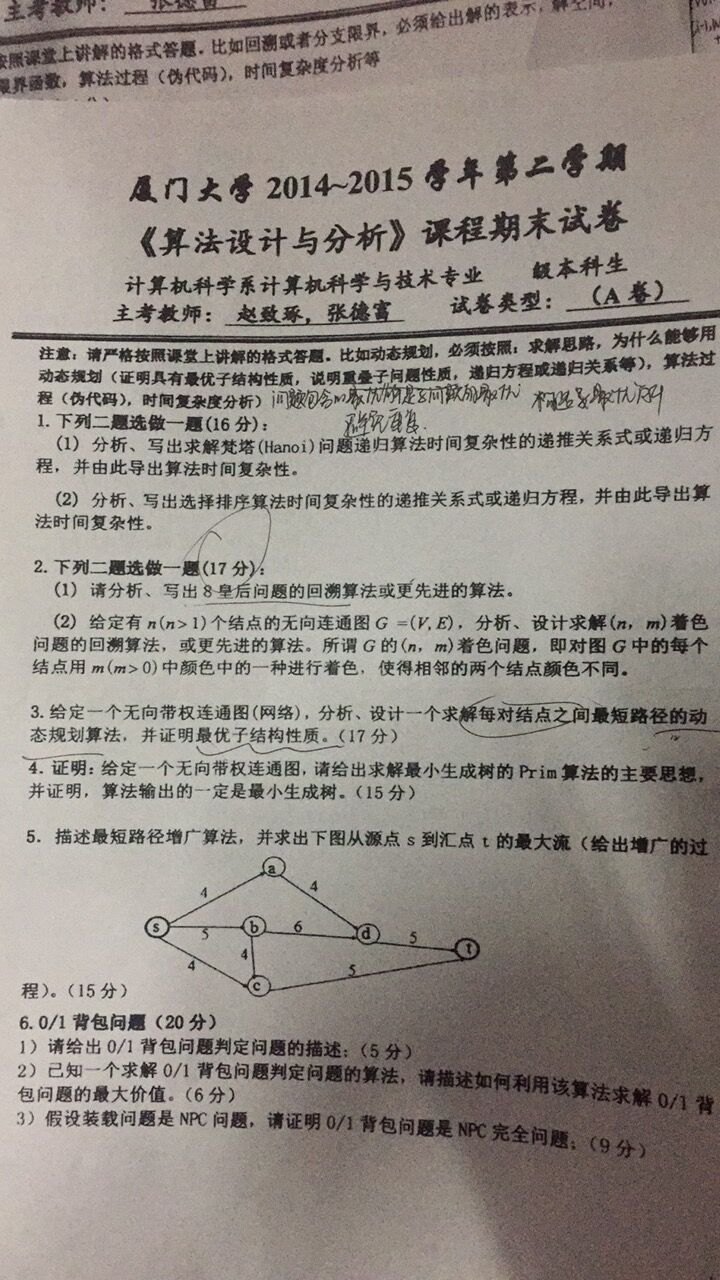 主考教师： 张德富
按照课堂上讲解的格式答题。比如回溯或者分支限界，必须给出解的表示，解空间，
限界函数，算法过程（伪代码），时间复杂度分析等
厦门大学 2014~2015 学年第二学期
《算法设计与分析》课程期末试卷
计算机科学系计算机科学与技术专业 级本科生
主考教师： 赵致琢，张德富 试卷类型：（A 卷）
注意：请严格按照课堂上讲解的格式答题。比如动态规划，必须按照：求解思路，为什么能够用
动态规划（证明具有最优子结构性质，说明重叠子问题性质，递归方程或递归关系等），算法过
程（伪代码），时间复杂度分析） 问题包含的最优解
1. 下列二题选做一题(16 分)：
(1) 分析、写出求解梵塔(Hanoi)问题递归算法时间复杂性的递推关系式或递归方
程，并由此导出算法时间复杂性。
(2) 分析、写出选择排序算法时间复杂性的递推关系式或递归方程，并由此导出算
法时间复杂性。
2. 下列二题选做一题(17 分)：
(1) 请分析、写出 8 皇后问题的回溯算法或更先进的算法。
(2) 给定有 n(n>1)个结点的无向连通图 G =(V,E)，分析、设计求解(n, m)着色
问题的回溯算法，或更先进的算法。所谓 G 的(n, m)着色问题，即对图 G 中的每个
结点用 m(m>0)中颜色中的一种进行着色，使得相邻的两个结点颜色不同。
3. 给定一个无向带权连通图(网络)，分析、设计一个求解每对结点之间最短路径的动
态规划算法，并证明最优子结构性质。(17 分)
4. 证明：给定一个无向带权连通图，请给出求解最小生成树的 Prim 算法的主要思想，
并证明，算法输出的一定是最小生成树。(15 分)
5. 描述最短路径增广算法，并求出下图从源点 s 到汇点 t 的最大流（给出增广的过
a
4 4
s 5 b 6 d 5 t
4 4 5
c
程）。(15 分)
6. 0/1 背包问题（20 分）
1）请给出 0/1 背包问题判定问题的描述；（5 分）
2）已知一个求解 0/1 背包问题判定问题的算法，请描述如何利用该算法求解 0/1 背
包问题的最大价值。（6 分）
3）假设装载问题是 NPC 问题，请证明 0/1 背包问题是 NPC 完全问题；（9 分）